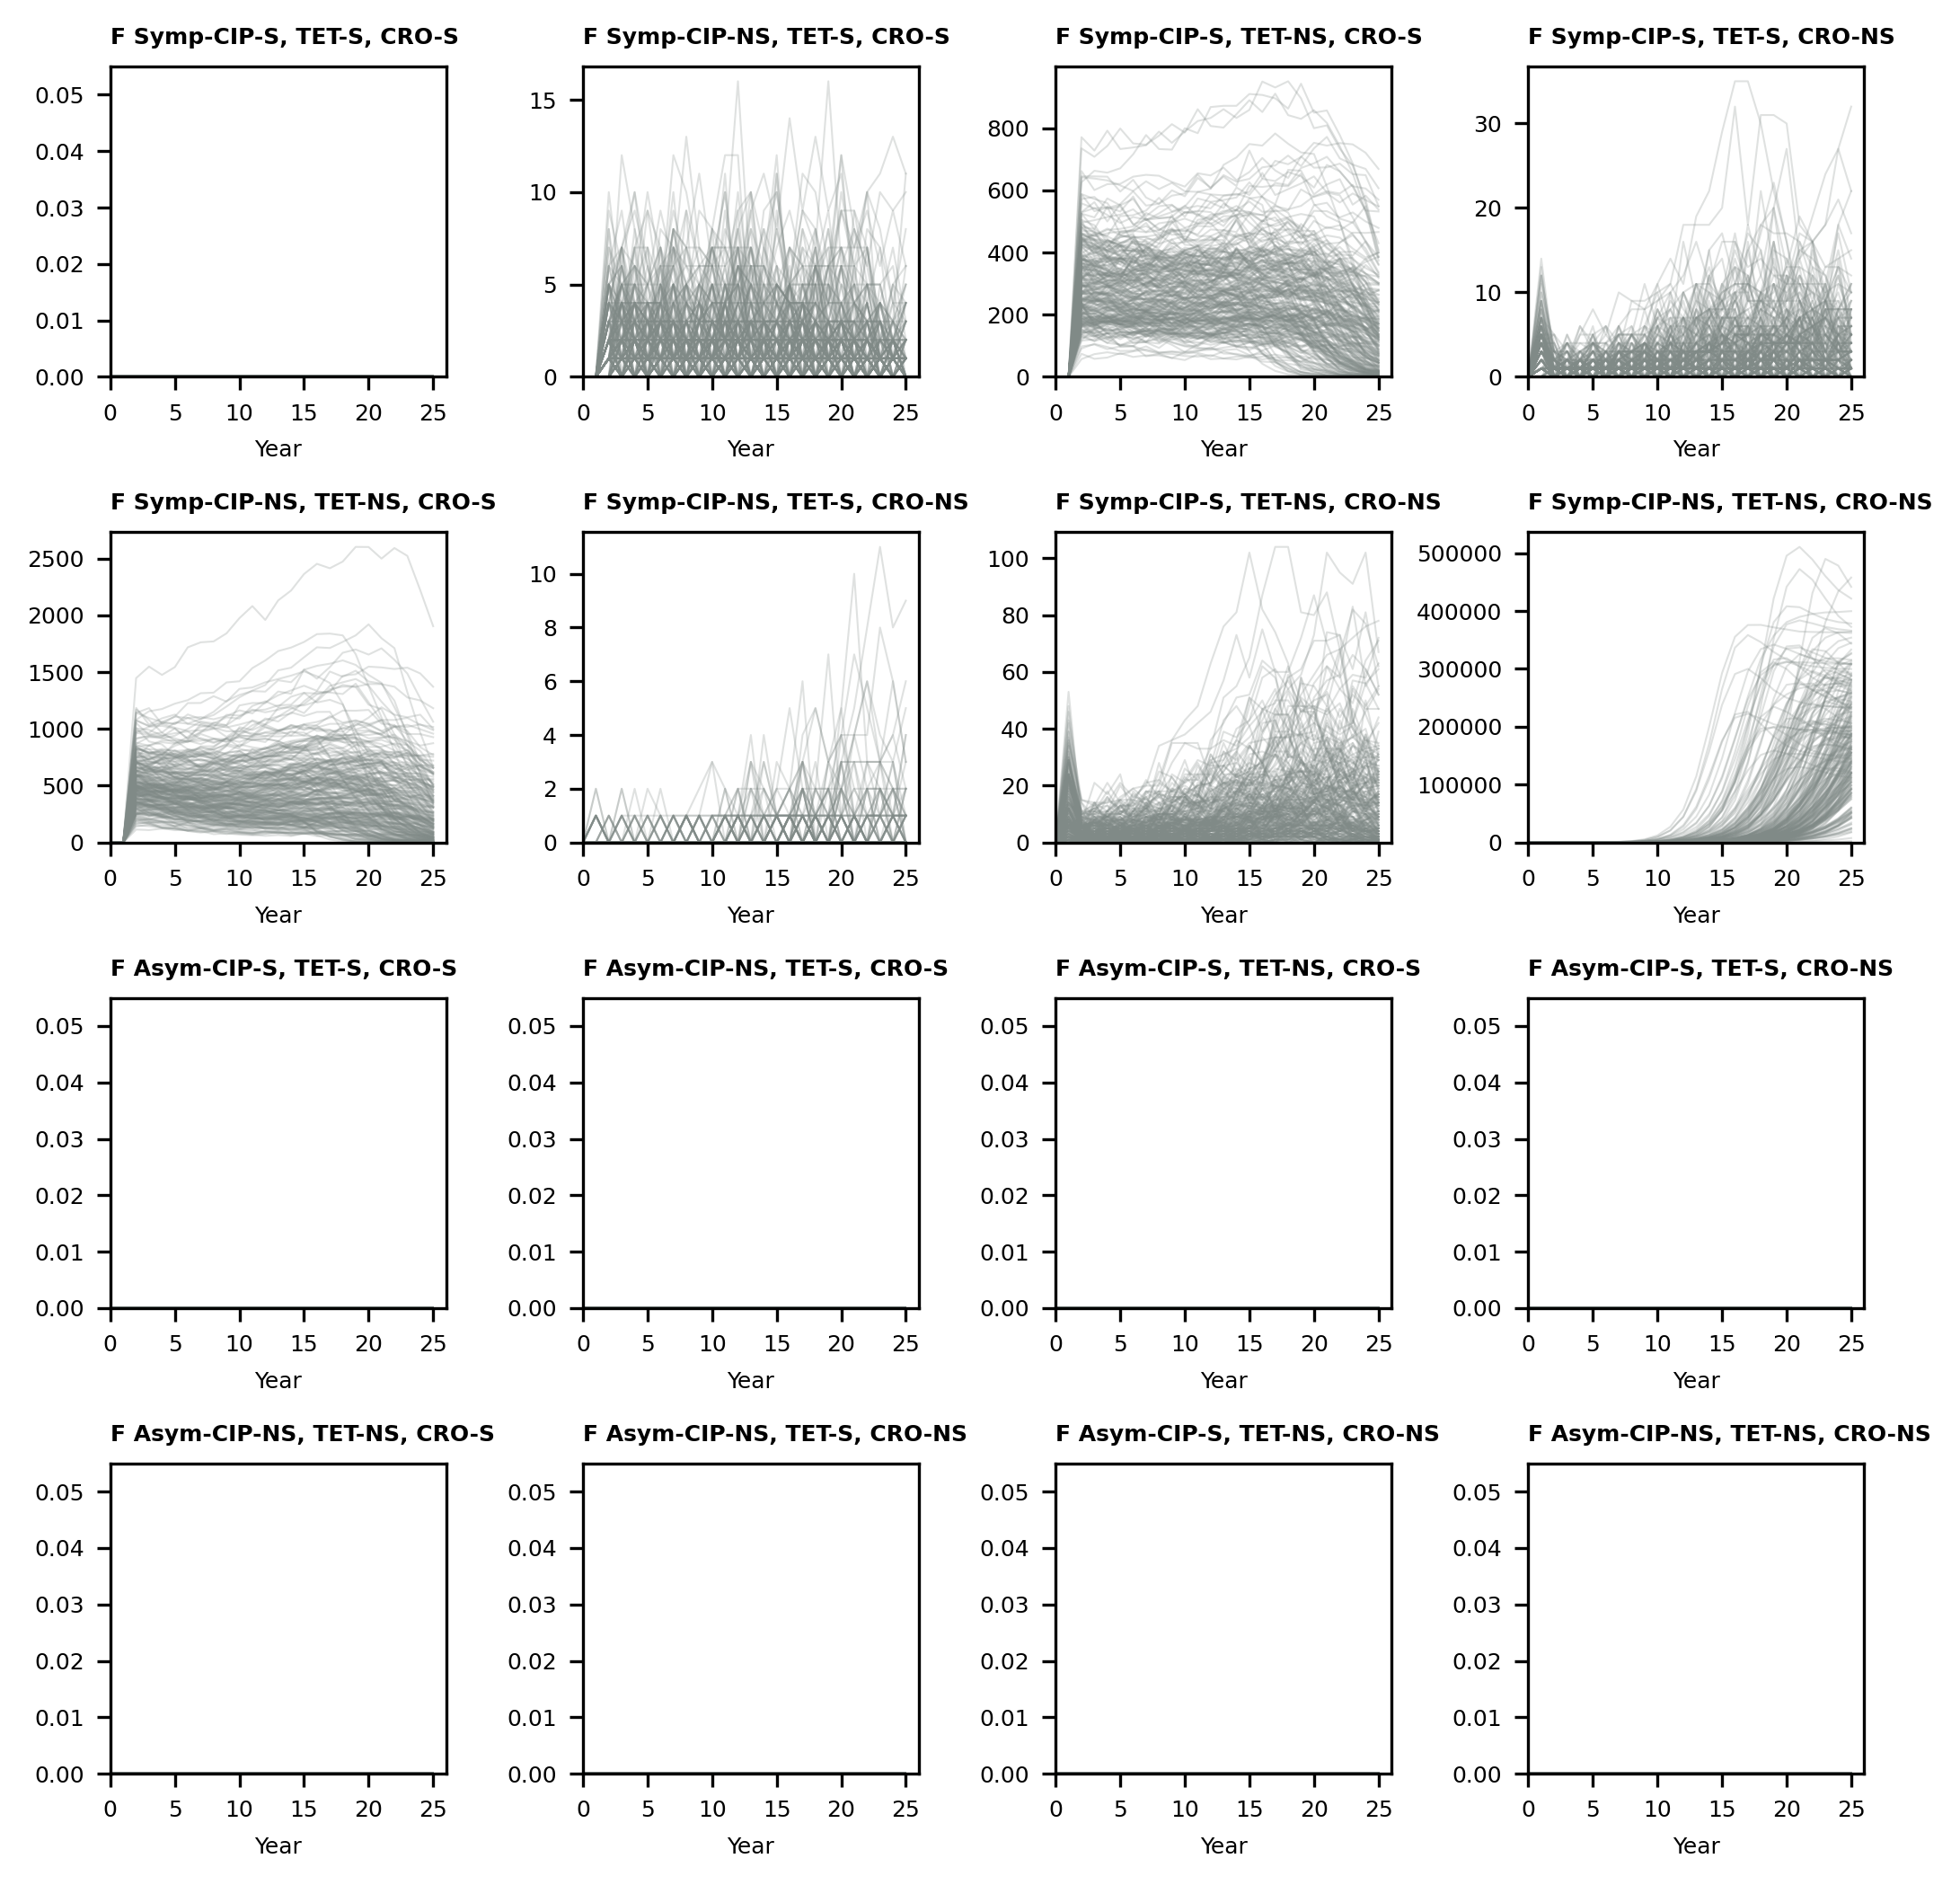 F Symp-CIP-S, TET-S, CRO-S
0.05
0.04
0.03
0.02
0.01
0.00
0 5 10 15 20 25
Year
F Symp-CIP-NS, TET-S, CRO-S
15
10
5
0
0 5 10 15 20 25
Year
F Symp-CIP-S, TET-NS, CRO-S
800
600
400
200
0
0 5 10 15 20 25
Year
F Symp-CIP-S, TET-S, CRO-NS
30
20
10
0
0 5 10 15 20 25
Year
F Symp-CIP-NS, TET-NS, CRO-S
2500
2000
1500
1000
500
0
0 5 10 15 20 25
Year
F Symp-CIP-NS, TET-S, CRO-NS
10
8
6
4
2
0
0 5 10 15 20 25
Year
F Symp-CIP-S, TET-NS, CRO-NS
100
80
60
40
20
0
0 5 10 15 20 25
Year
F Symp-CIP-NS, TET-NS, CRO-NS
500000
400000
300000
200000
100000
0
0 5 10 15 20 25
Year
F Asym-CIP-S, TET-S, CRO-S
0.05
0.04
0.03
0.02
0.01
0.00
0 5 10 15 20 25
Year
F Asym-CIP-NS, TET-S, CRO-S
0.05
0.04
0.03
0.02
0.01
0.00
0 5 10 15 20 25
Year
F Asym-CIP-S, TET-NS, CRO-S
0.05
0.04
0.03
0.02
0.01
0.00
0 5 10 15 20 25
Year
F Asym-CIP-S, TET-S, CRO-NS
0.05
0.04
0.03
0.02
0.01
0.00
0 5 10 15 20 25
Year
F Asym-CIP-NS, TET-NS, CRO-S
0.05
0.04
0.03
0.02
0.01
0.00
0 5 10 15 20 25
Year
F Asym-CIP-NS, TET-S, CRO-NS
0.05
0.04
0.03
0.02
0.01
0.00
0 5 10 15 20 25
Year
F Asym-CIP-S, TET-NS, CRO-NS
0.05
0.04
0.03
0.02
0.01
0.00
0 5 10 15 20 25
Year
F Asym-CIP-NS, TET-NS, CRO-NS
0.05
0.04
0.03
0.02
0.01
0.00
0 5 10 15 20 25
Year